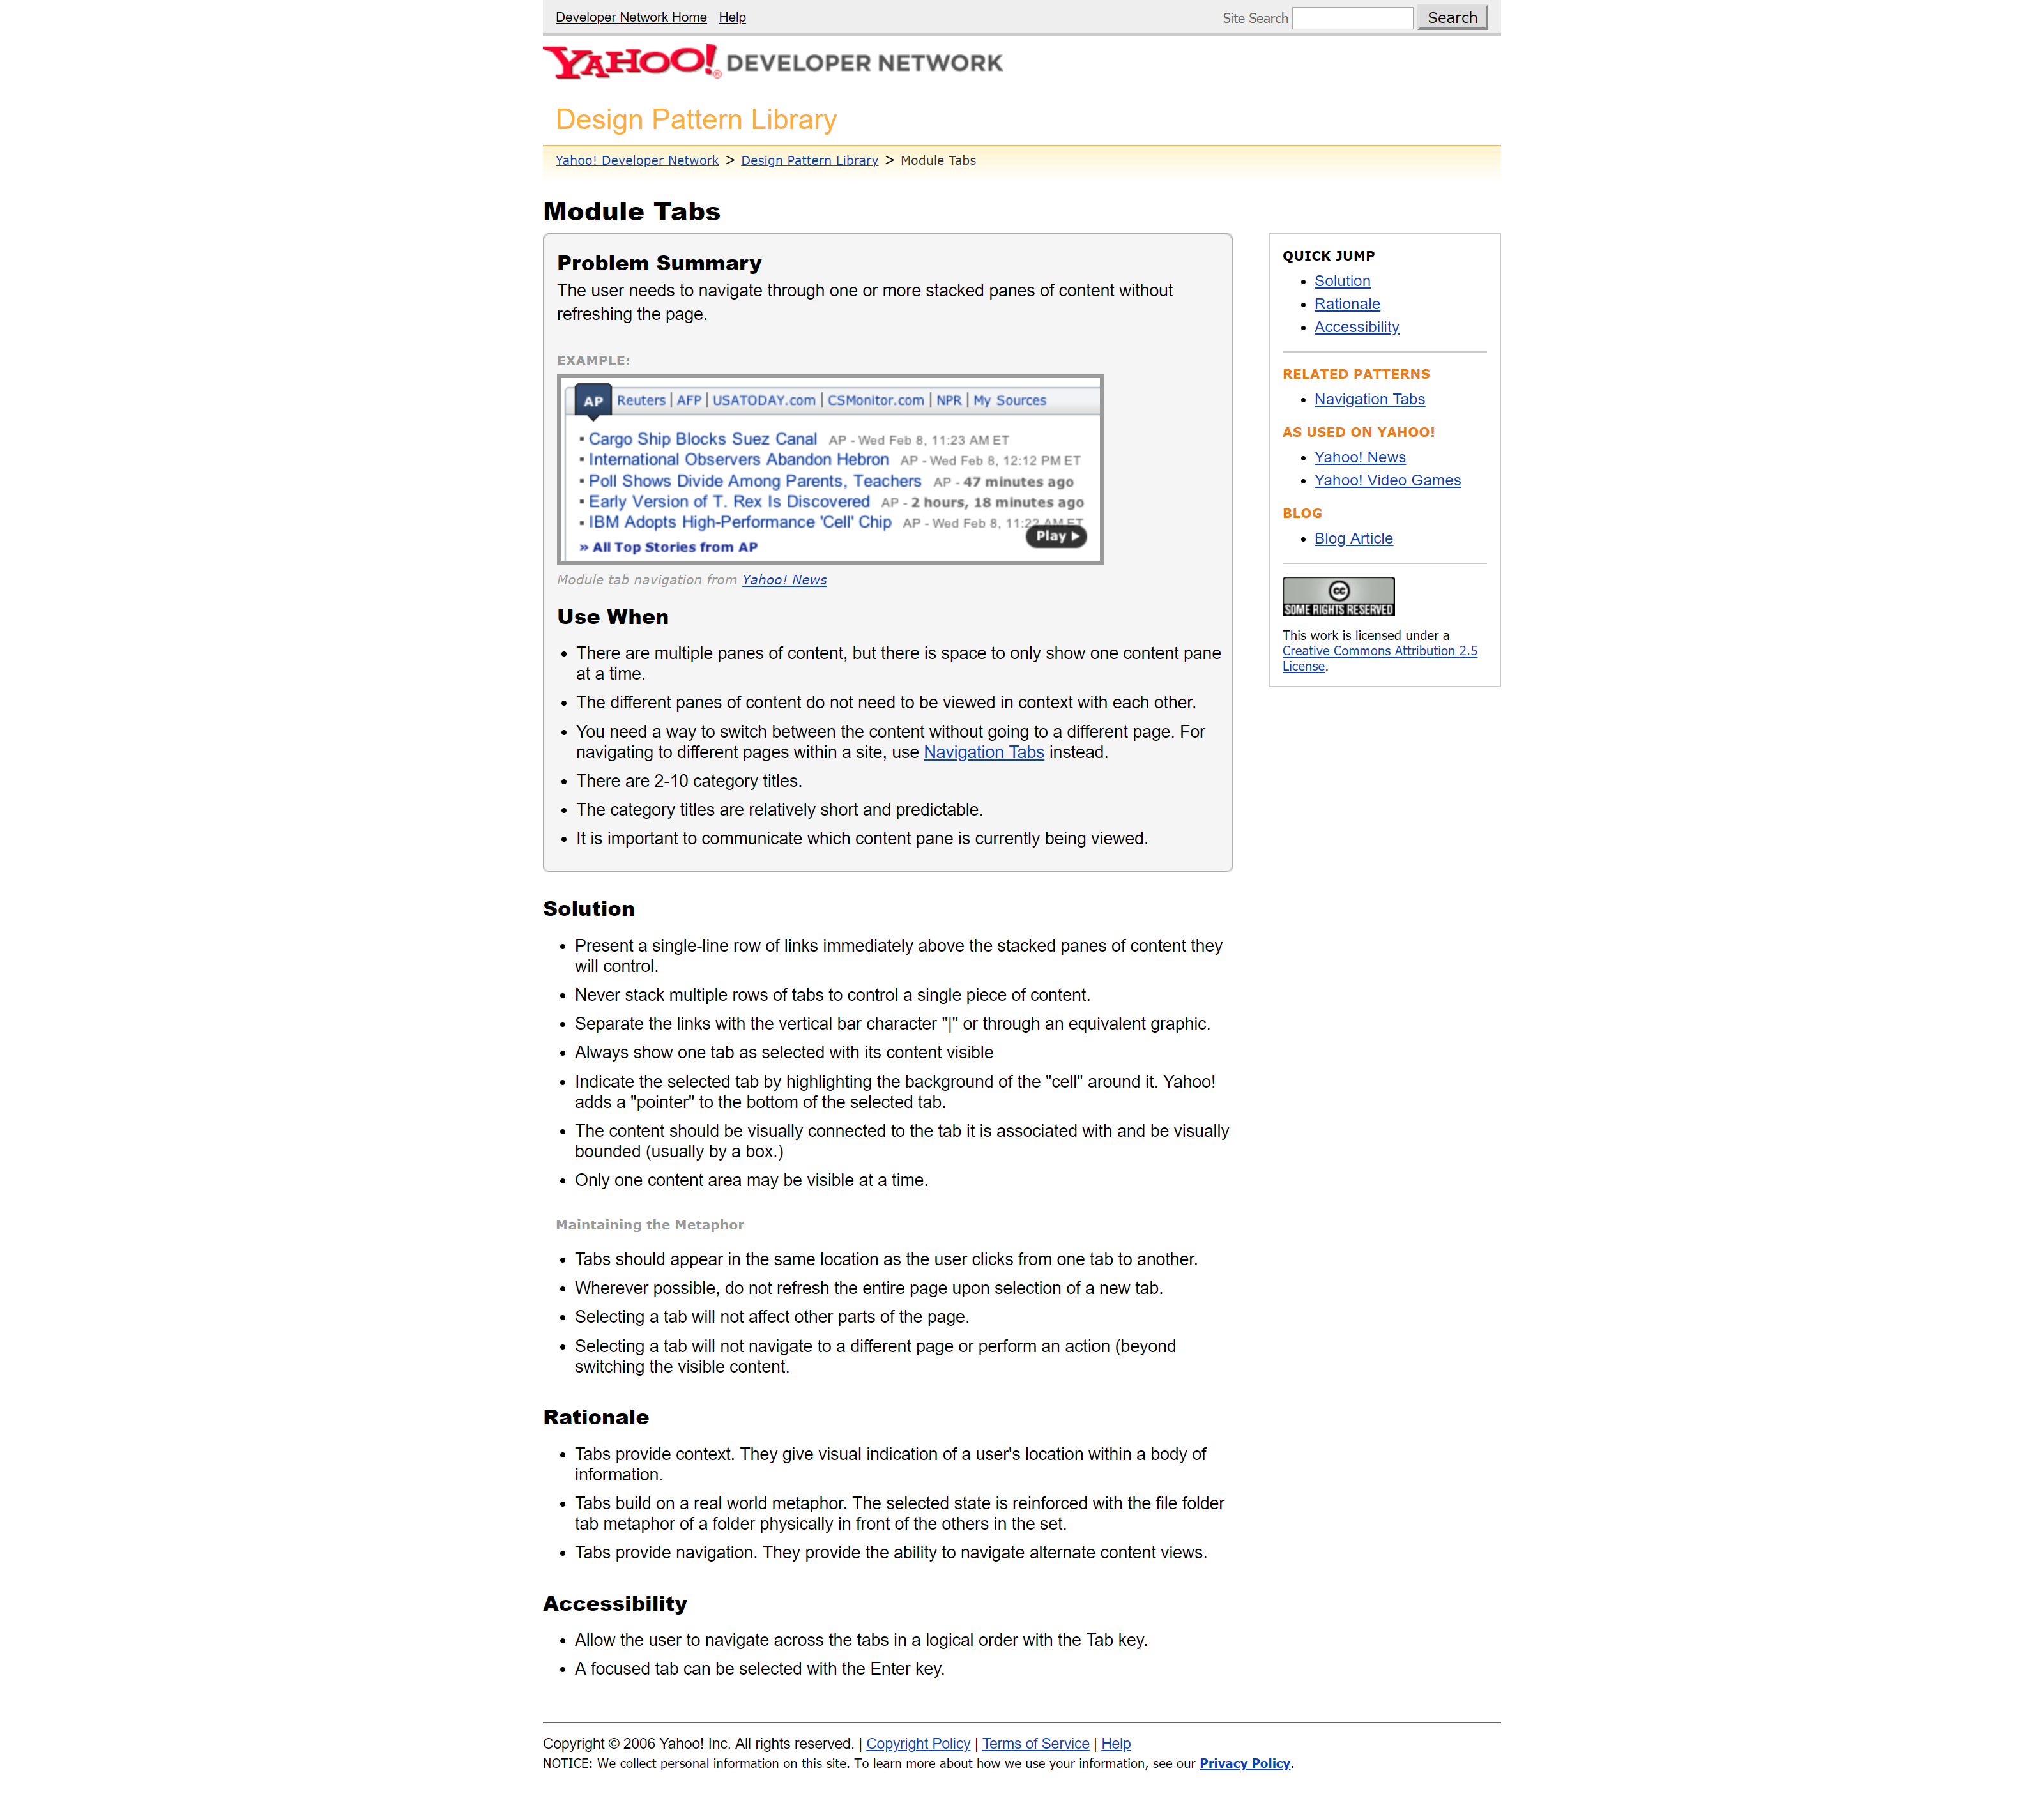 Developer Network Home Help
Site Search Search
YAHOO!® DEVELOPER NETWORK
Design Pattern Library
Yahoo! Developer Network > Design Pattern Library > Module Tabs
Module Tabs
Problem Summary
The user needs to navigate through one or more stacked panes of content without
refreshing the page.
EXAMPLE:
AP Reuters | AFP | USATODAY.com | CSMonitor.com | NPR | My Sources
▪ Cargo Ship Blocks Suez Canal AP - Wed Feb 8, 11:23 AM ET
▪ International Observers Abandon Hebron AP - Wed Feb 8, 12:12 PM ET
▪ Poll Shows Divide Among Parents, Teachers AP - 47 minutes ago
▪ Early Version of T. Rex Is Discovered AP - 2 hours, 18 minutes ago
▪ IBM Adopts High-Performance 'Cell' Chip AP - Wed Feb 8, 11:22 AM ET
» All Top Stories from AP
Play
Module tab navigation from Yahoo! News
Use When
• There are multiple panes of content, but there is space to only show one content pane
at a time.
• The different panes of content do not need to be viewed in context with each other.
• You need a way to switch between the content without going to a different page. For
navigating to different pages within a site, use Navigation Tabs instead.
• There are 2-10 category titles.
• The category titles are relatively short and predictable.
• It is important to communicate which content pane is currently being viewed.
Solution
• Present a single-line row of links immediately above the stacked panes of content they
will control.
• Never stack multiple rows of tabs to control a single piece of content.
• Separate the links with the vertical bar character "|" or through an equivalent graphic.
• Always show one tab as selected with its content visible
• Indicate the selected tab by highlighting the background of the "cell" around it. Yahoo!
adds a "pointer" to the bottom of the selected tab.
• The content should be visually connected to the tab it is associated with and be visually
bounded (usually by a box.)
• Only one content area may be visible at a time.
Maintaining the Metaphor
• Tabs should appear in the same location as the user clicks from one tab to another.
• Wherever possible, do not refresh the entire page upon selection of a new tab.
• Selecting a tab will not affect other parts of the page.
• Selecting a tab will not navigate to a different page or perform an action (beyond
switching the visible content.
Rationale
• Tabs provide context. They give visual indication of a user's location within a body of
information.
• Tabs build on a real world metaphor. The selected state is reinforced with the file folder
tab metaphor of a folder physically in front of the others in the set.
• Tabs provide navigation. They provide the ability to navigate alternate content views.
Accessibility
• Allow the user to navigate across the tabs in a logical order with the Tab key.
• A focused tab can be selected with the Enter key.
QUICK JUMP
• Solution
• Rationale
• Accessibility
RELATED PATTERNS
• Navigation Tabs
AS USED ON YAHOO!
• Yahoo! News
• Yahoo! Video Games
BLOG
• Blog Article
cc
SOME RIGHTS RESERVED
This work is licensed under a
Creative Commons Attribution 2.5
License.
Copyright © 2006 Yahoo! Inc. All rights reserved. | Copyright Policy | Terms of Service | Help
NOTICE: We collect personal information on this site. To learn more about how we use your information, see our Privacy Policy.